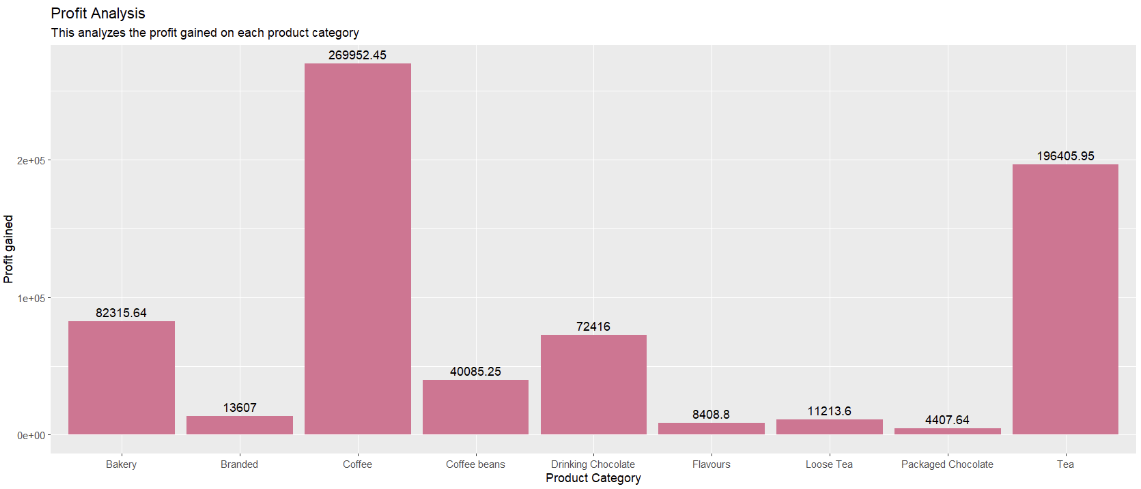 Profit Analysis
This analyzes the profit gained on each product category
269952.45
196405.95
82315.64
72416
40085.25
13607
8408.8
11213.6
4407.64
2e+05
1e+05
0e+00
Profit gained
Bakery Branded Coffee Coffee beans Drinking Chocolate Flavours Loose Tea Packaged Chocolate Tea
Product Category